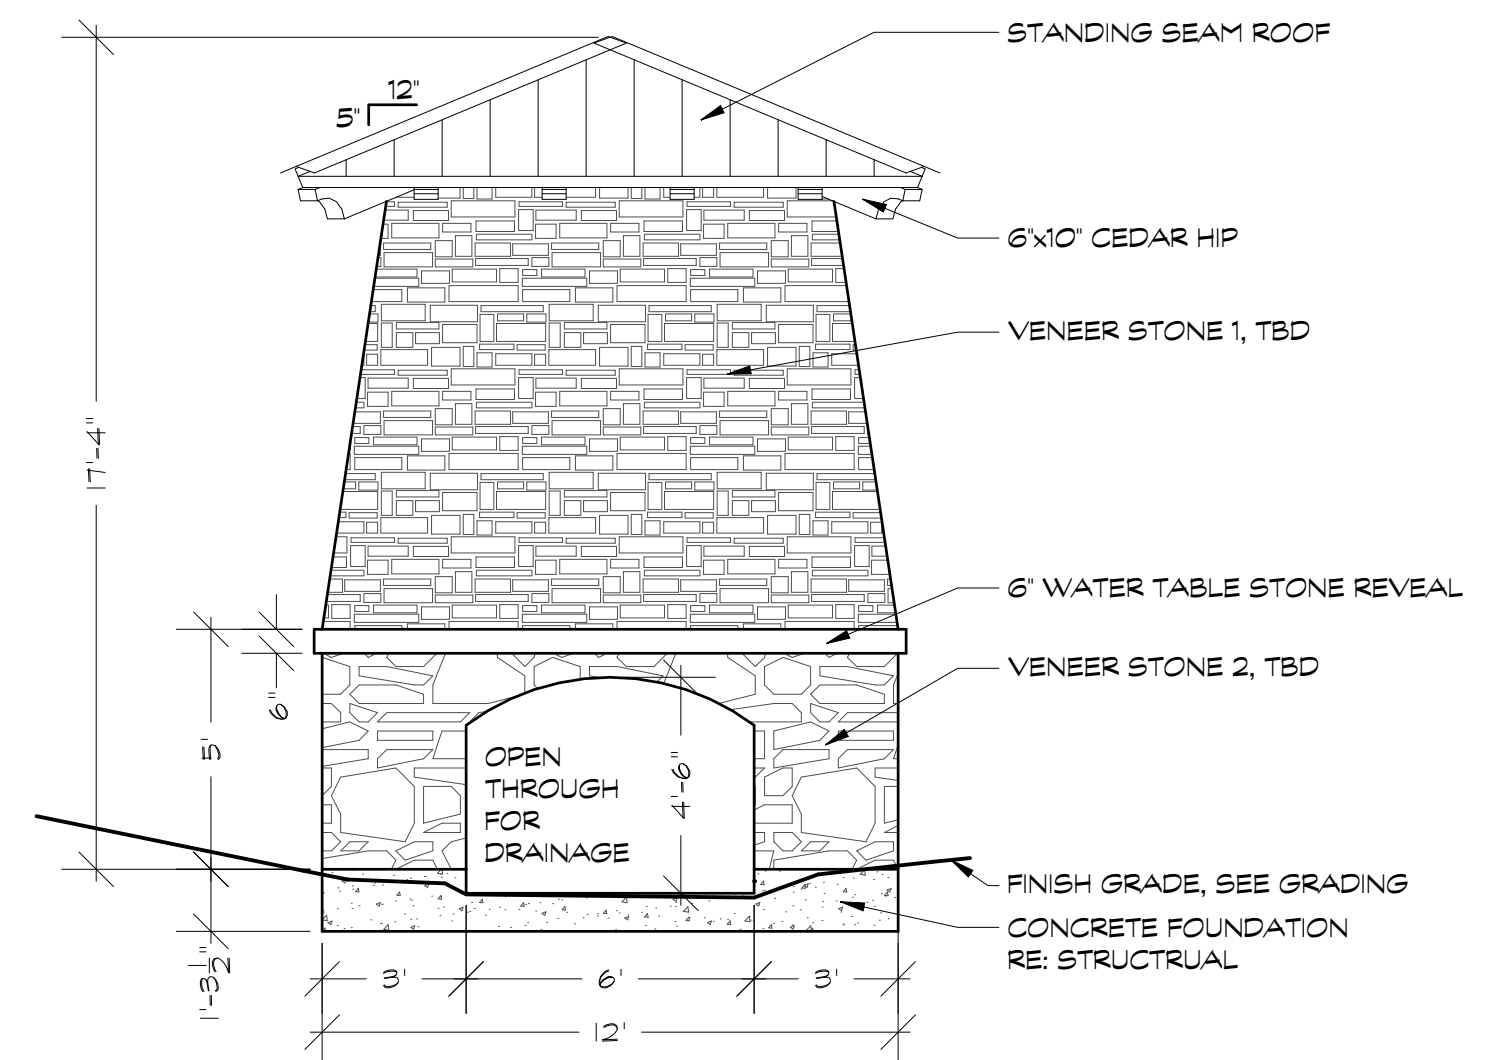 STANDING SEAM ROOF
12"
5"
6"x10" CEDAR HIP
VENEER STONE 1, TBD
17'-4"
6" WATER TABLE STONE REVEAL
VENEER STONE 2, TBD
6"
5'
4'-6"
OPEN
THROUGH
FOR
DRAINAGE
FINISH GRADE, SEE GRADING
CONCRETE FOUNDATION
RE: STRUCTRUAL
1'-3½"
3'
6'
3'
12'